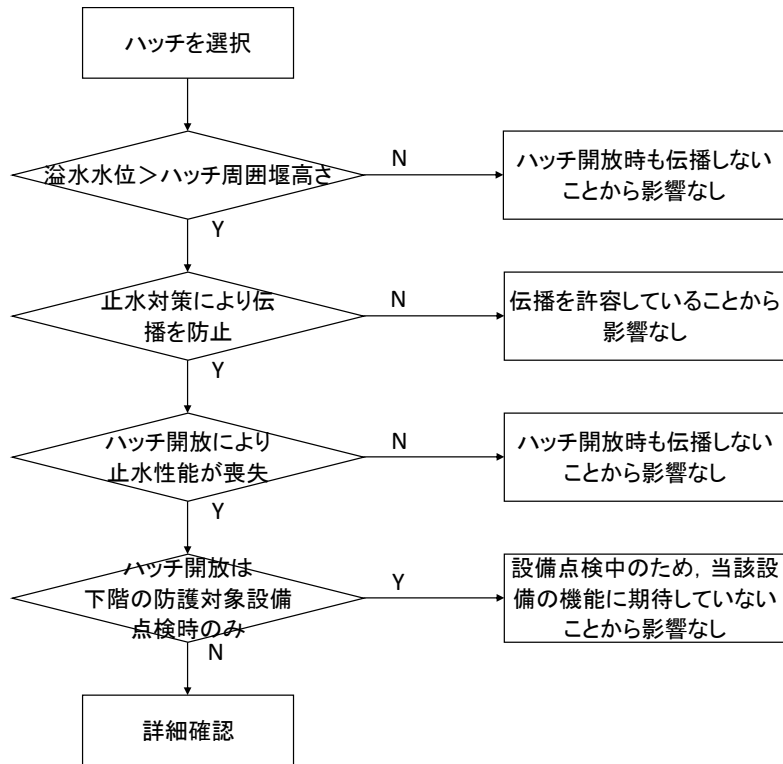 ハッチを選択
溢水水位＞ハッチ周囲堰高さ
N
ハッチ開放時も伝播しない
ことから影響なし
Y
止水対策により伝
播を防止
N
伝播を許容していることから
影響なし
Y
ハッチ開放により
止水性能が喪失
N
ハッチ開放時も伝播しない
ことから影響なし
Y
ハッチ開放は
下階の防護対象設備
点検時のみ
Y
設備点検中のため，当該設
備の機能に期待していない
ことから影響なし
N
詳細確認